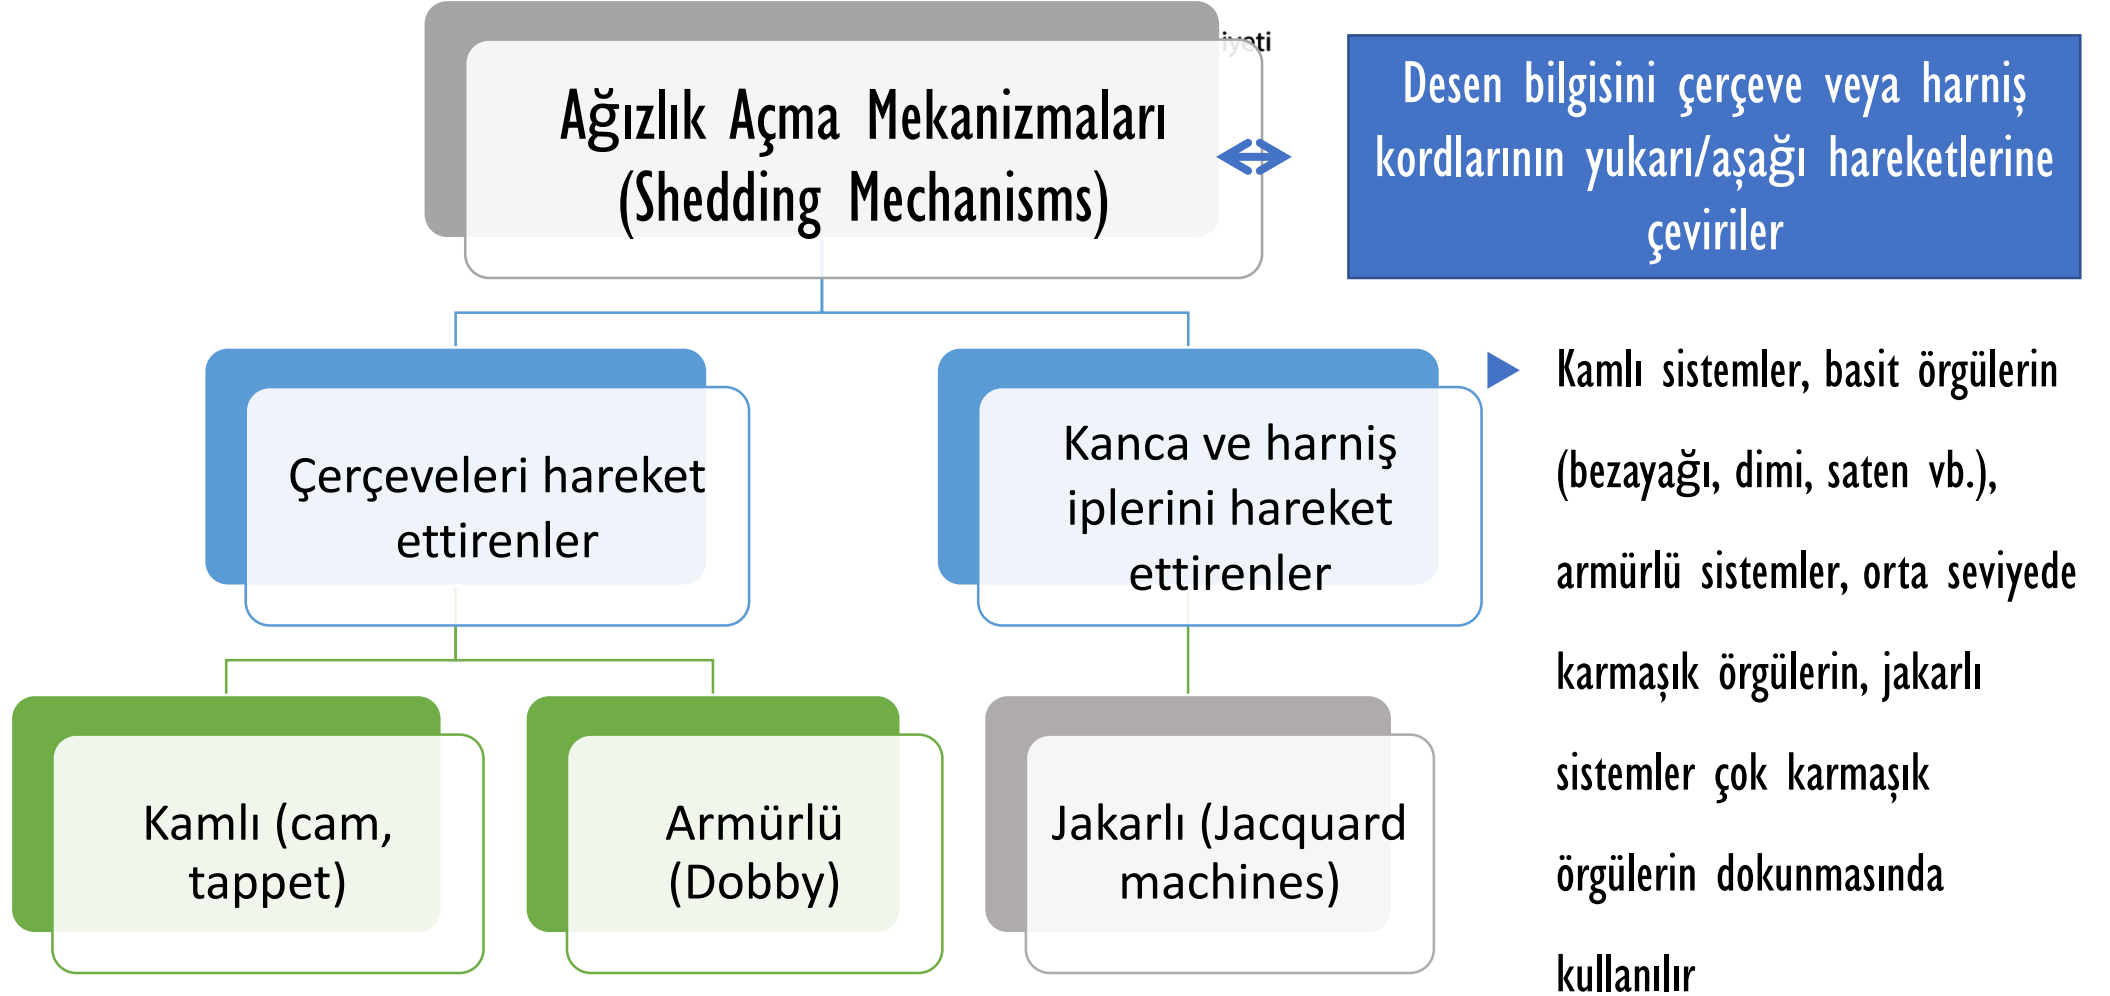 Ağızlık Açma Mekanizmaları
(Shedding Mechanisms)
Desen bilgisini çerçeve veya harniş
kordlarının yukarı/aşağı hareketlerine
çeviriler
Çerçeveleri hareket
ettirenler
Kanca ve harniş
iplerini hareket
ettirenler
Kamlı (cam,
tappet)
Armürlü
(Dobby)
Jakarlı (Jacquard
machines)
Kamlı sistemler, basit örgülerin
(bezayağı, dimi, saten vb.),
armürlü sistemler, orta seviyede
karmaşık örgülerin, jakarlı
sistemler çok karmaşık
örgülerin dokunmasında
kullanılır